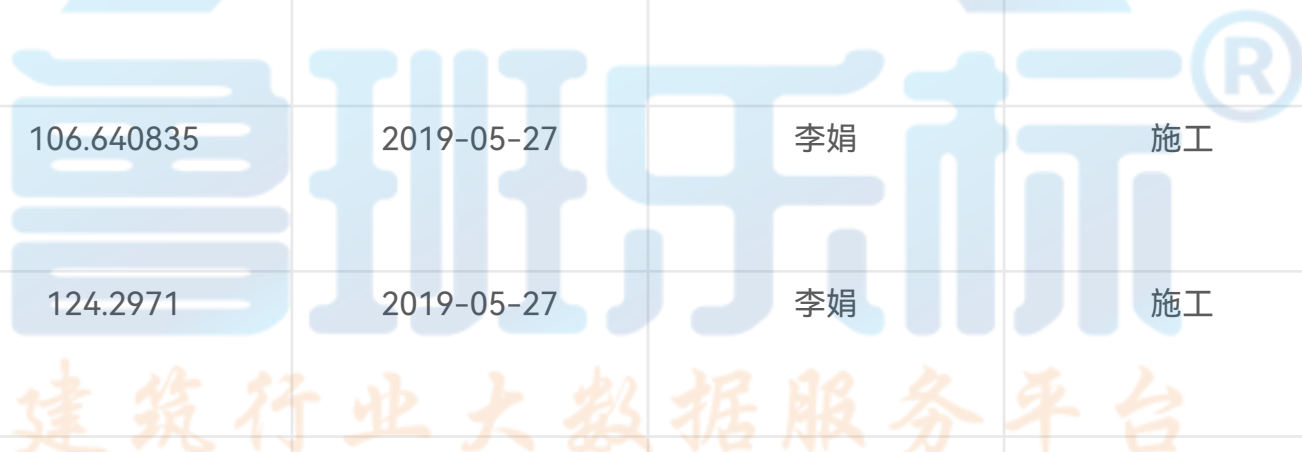 鲁班乐标®
106.640835 2019-05-27 李娟 施工
124.2971 2019-05-27 李娟 施工
建筑行业大数据服务平台